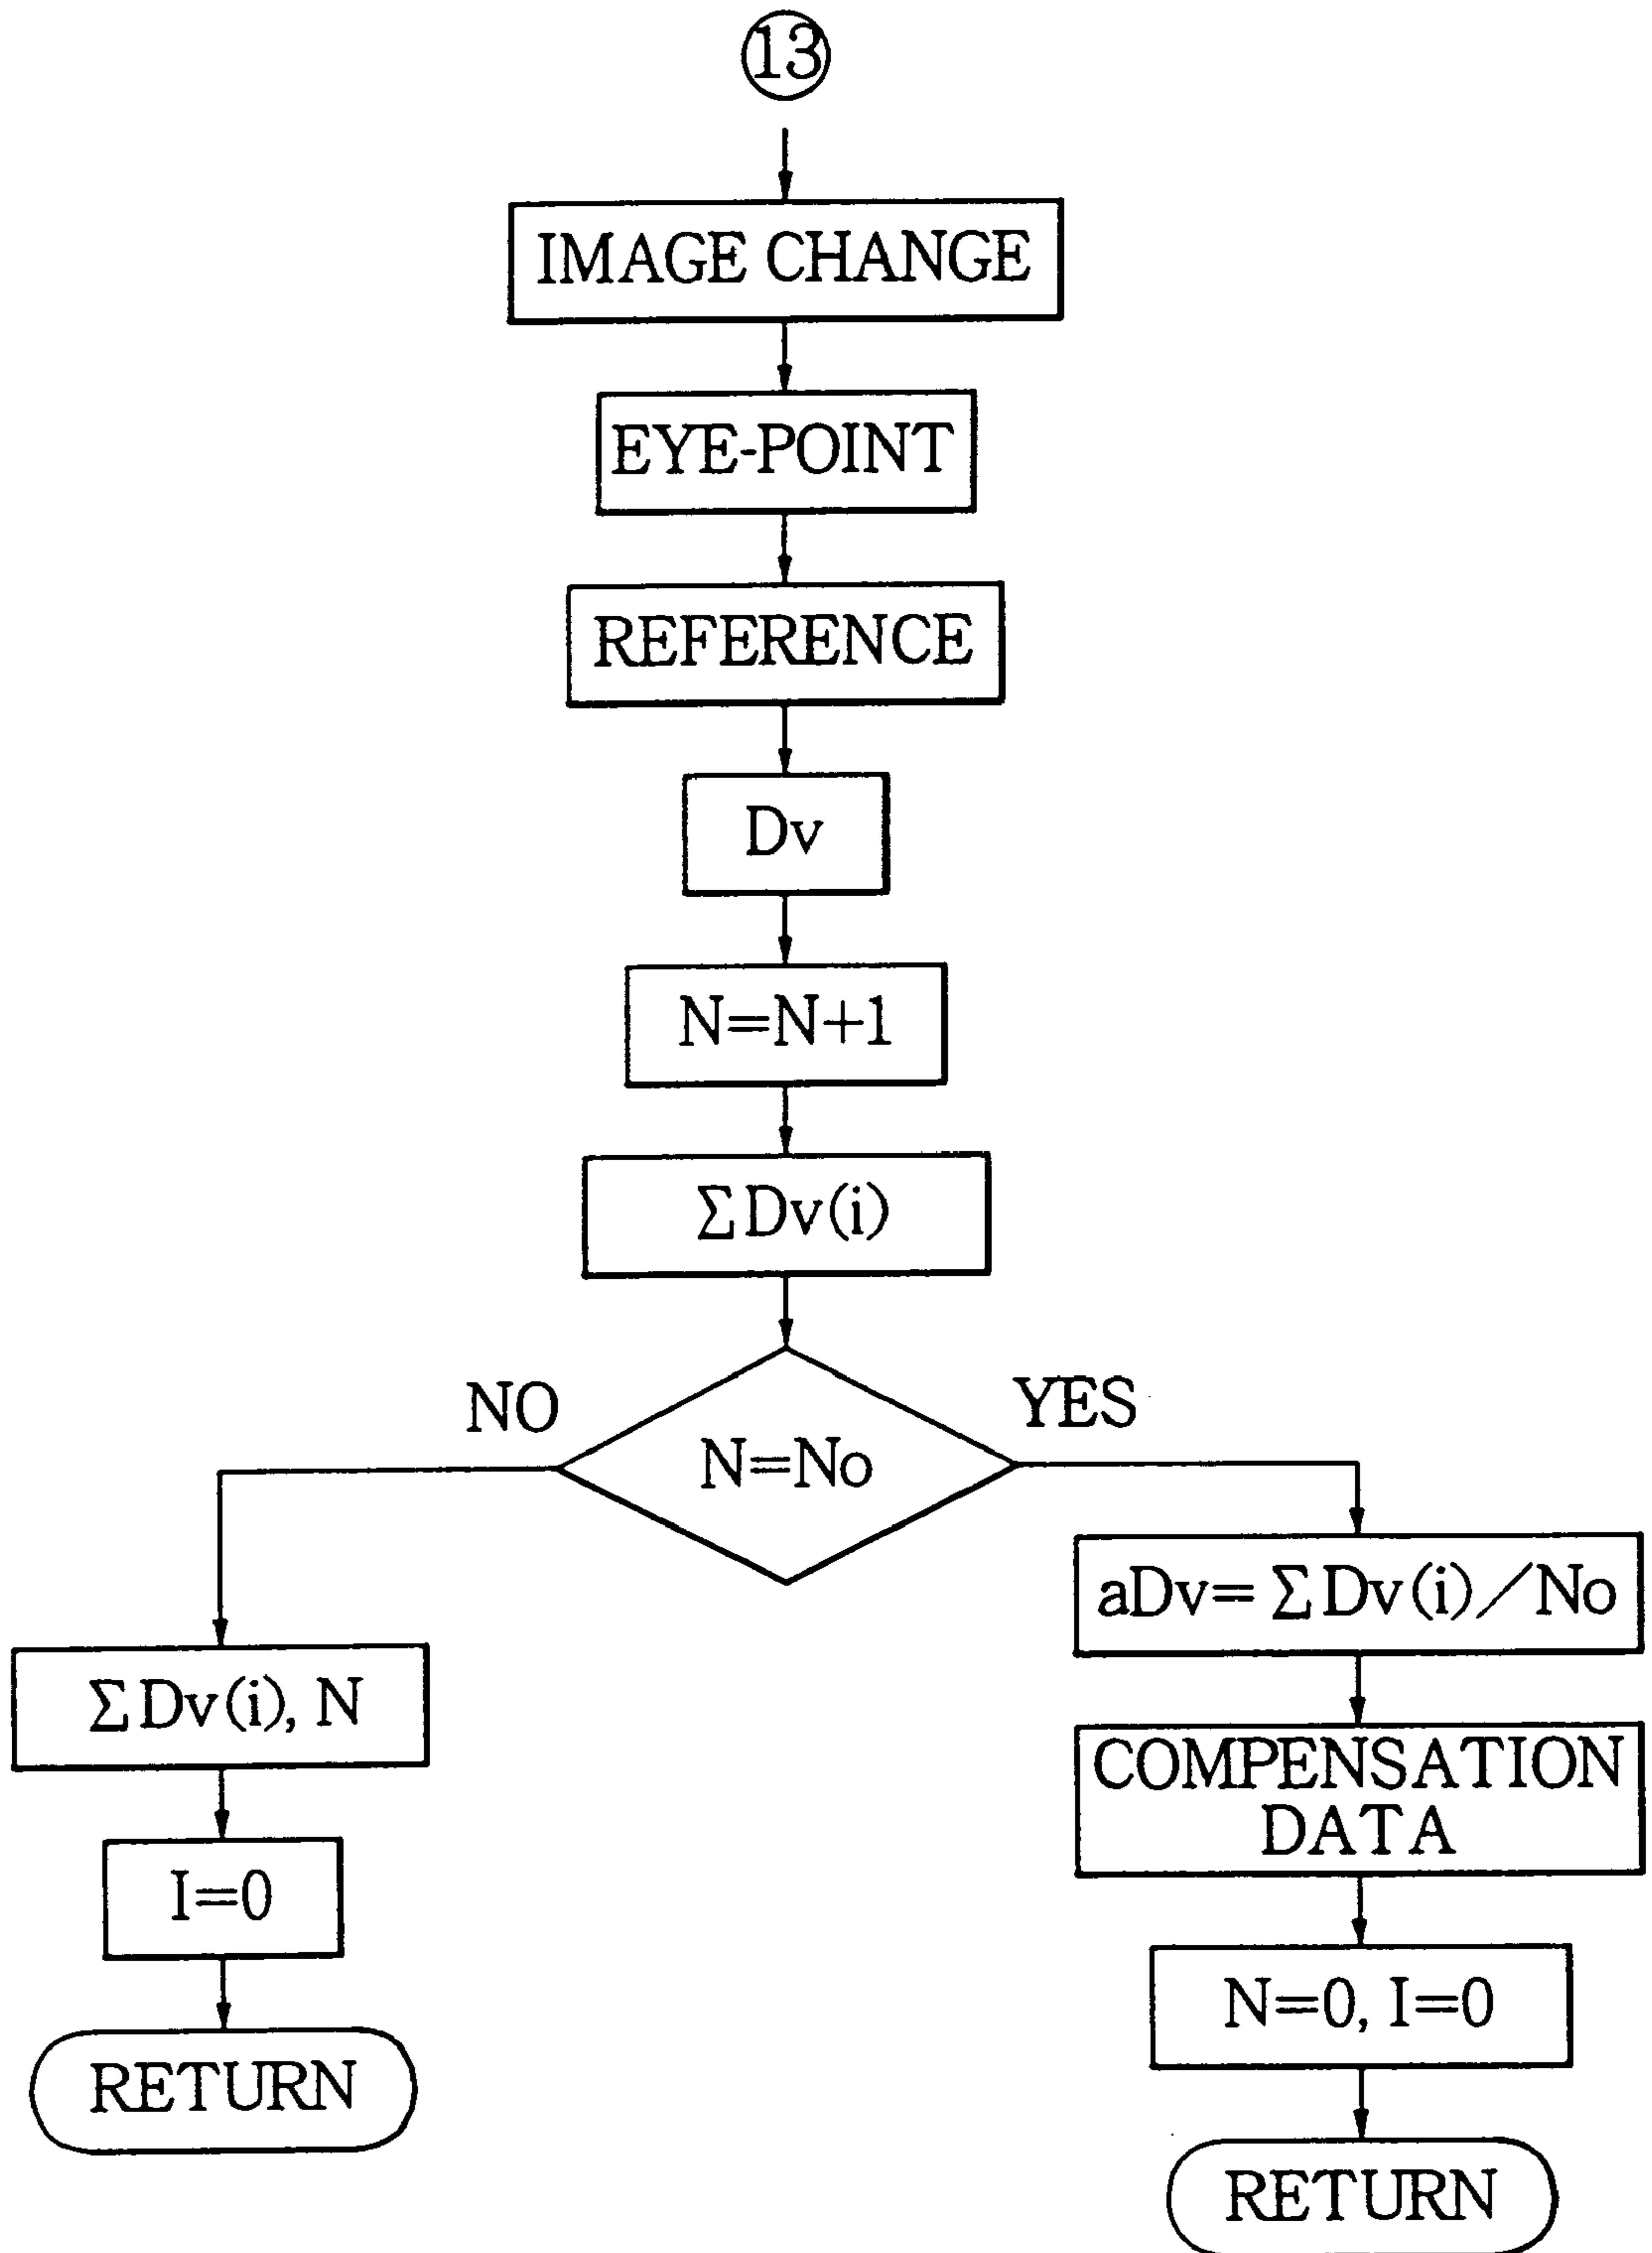 13
IMAGE CHANGE
EYE-POINT
REFERENCE
Dv
N=N+1
ΣDv(i)
NO
YES
N=No
aDv=ΣDv(i)/No
ΣDv(i), N
COMPENSATION
DATA
I=0
N=0, I=0
RETURN
RETURN